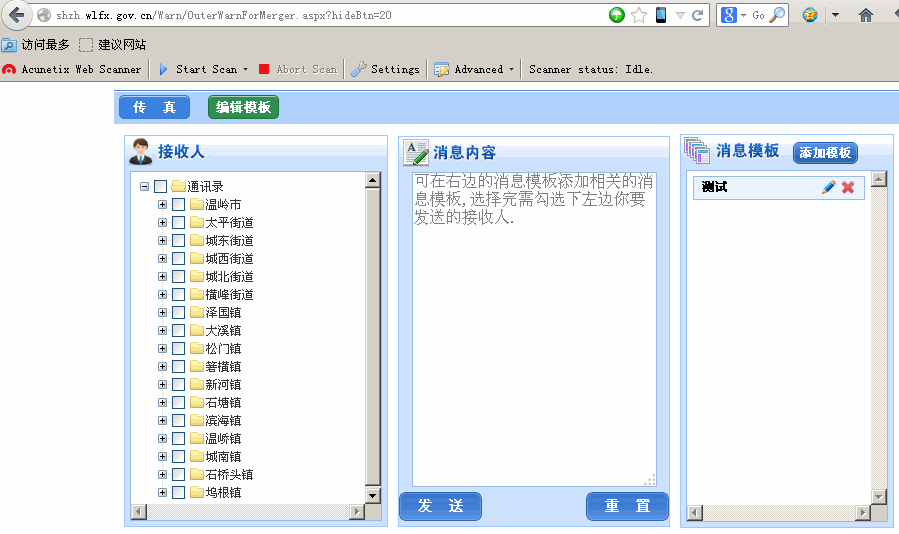 shzh.wlfx.gov.cn/Warn/OuterWarnForMerger.aspx?hideBtn=20
Go
访问最多 建议网站
Acunetix Web Scanner Start Scan Abort Scan Settings Advanced Scanner status: Idle.
传 真 编辑模板
接收人
通讯录
温岭市
太平街道
城东街道
城西街道
城北街道
横峰街道
泽国镇
大溪镇
松门镇
箬横镇
新河镇
石塘镇
滨海镇
温峤镇
城南镇
石桥头镇
坞根镇
消息内容
可在右边的消息模板添加相关的消
息模板,选择完需勾选下左边你要
发送的接收人.
发 送 重 置
消息模板 添加模板
测试